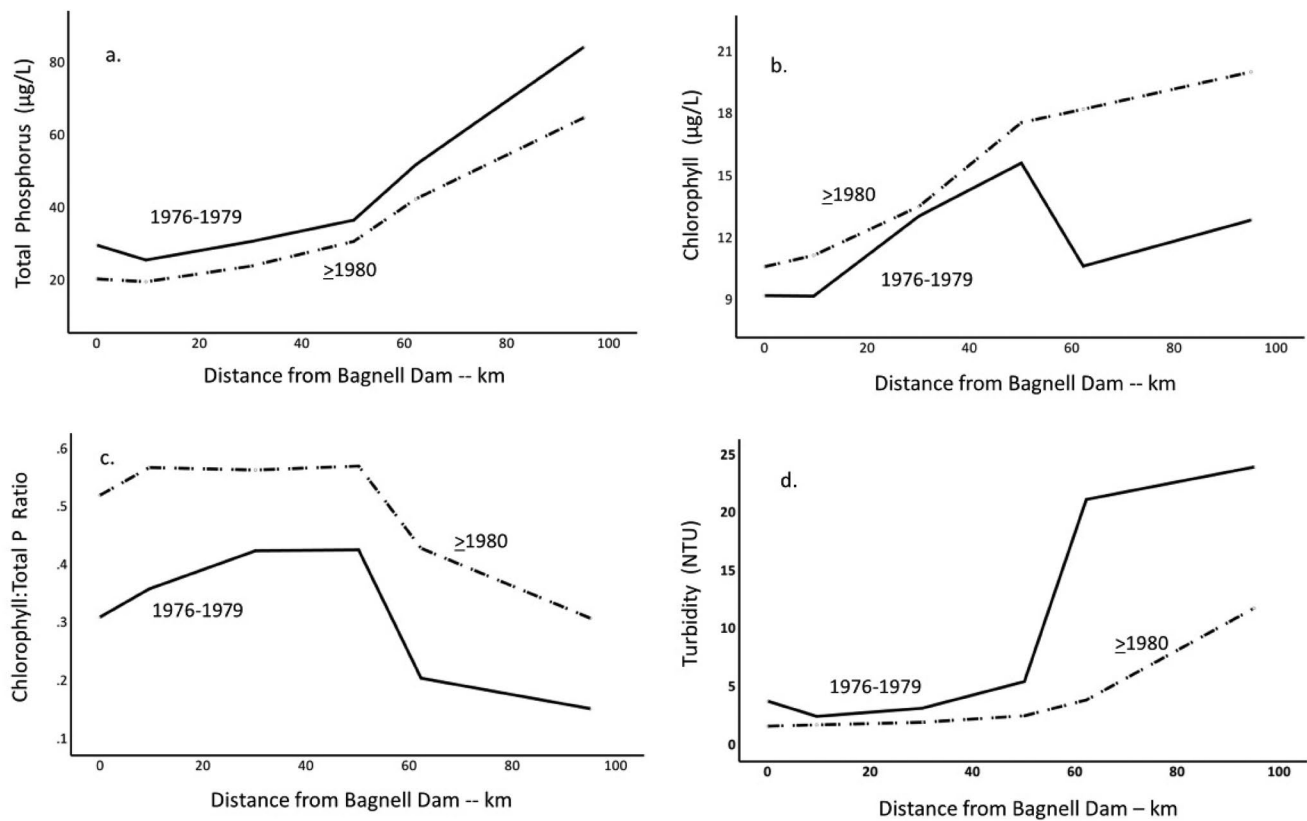 a.
Total Phosphorus (µg/L)
80
60
40
20
1976-1979
≥1980
0 20 40 60 80 100
Distance from Bagnell Dam -- km
b.
Chlorophyll (µg/L)
21
18
15
12
9
≥1980
1976-1979
0 20 40 60 80 100
Distance from Bagnell Dam -- km
c.
Chlorophyll:Total P Ratio
.6
.5
.4
.3
.2
.1
≥1980
1976-1979
0 20 40 60 80 100
Distance from Bagnell Dam -- km
d.
Turbidity (NTU)
25
20
15
10
5
0
≥1980
1976-1979
0 20 40 60 80 100
Distance from Bagnell Dam – km